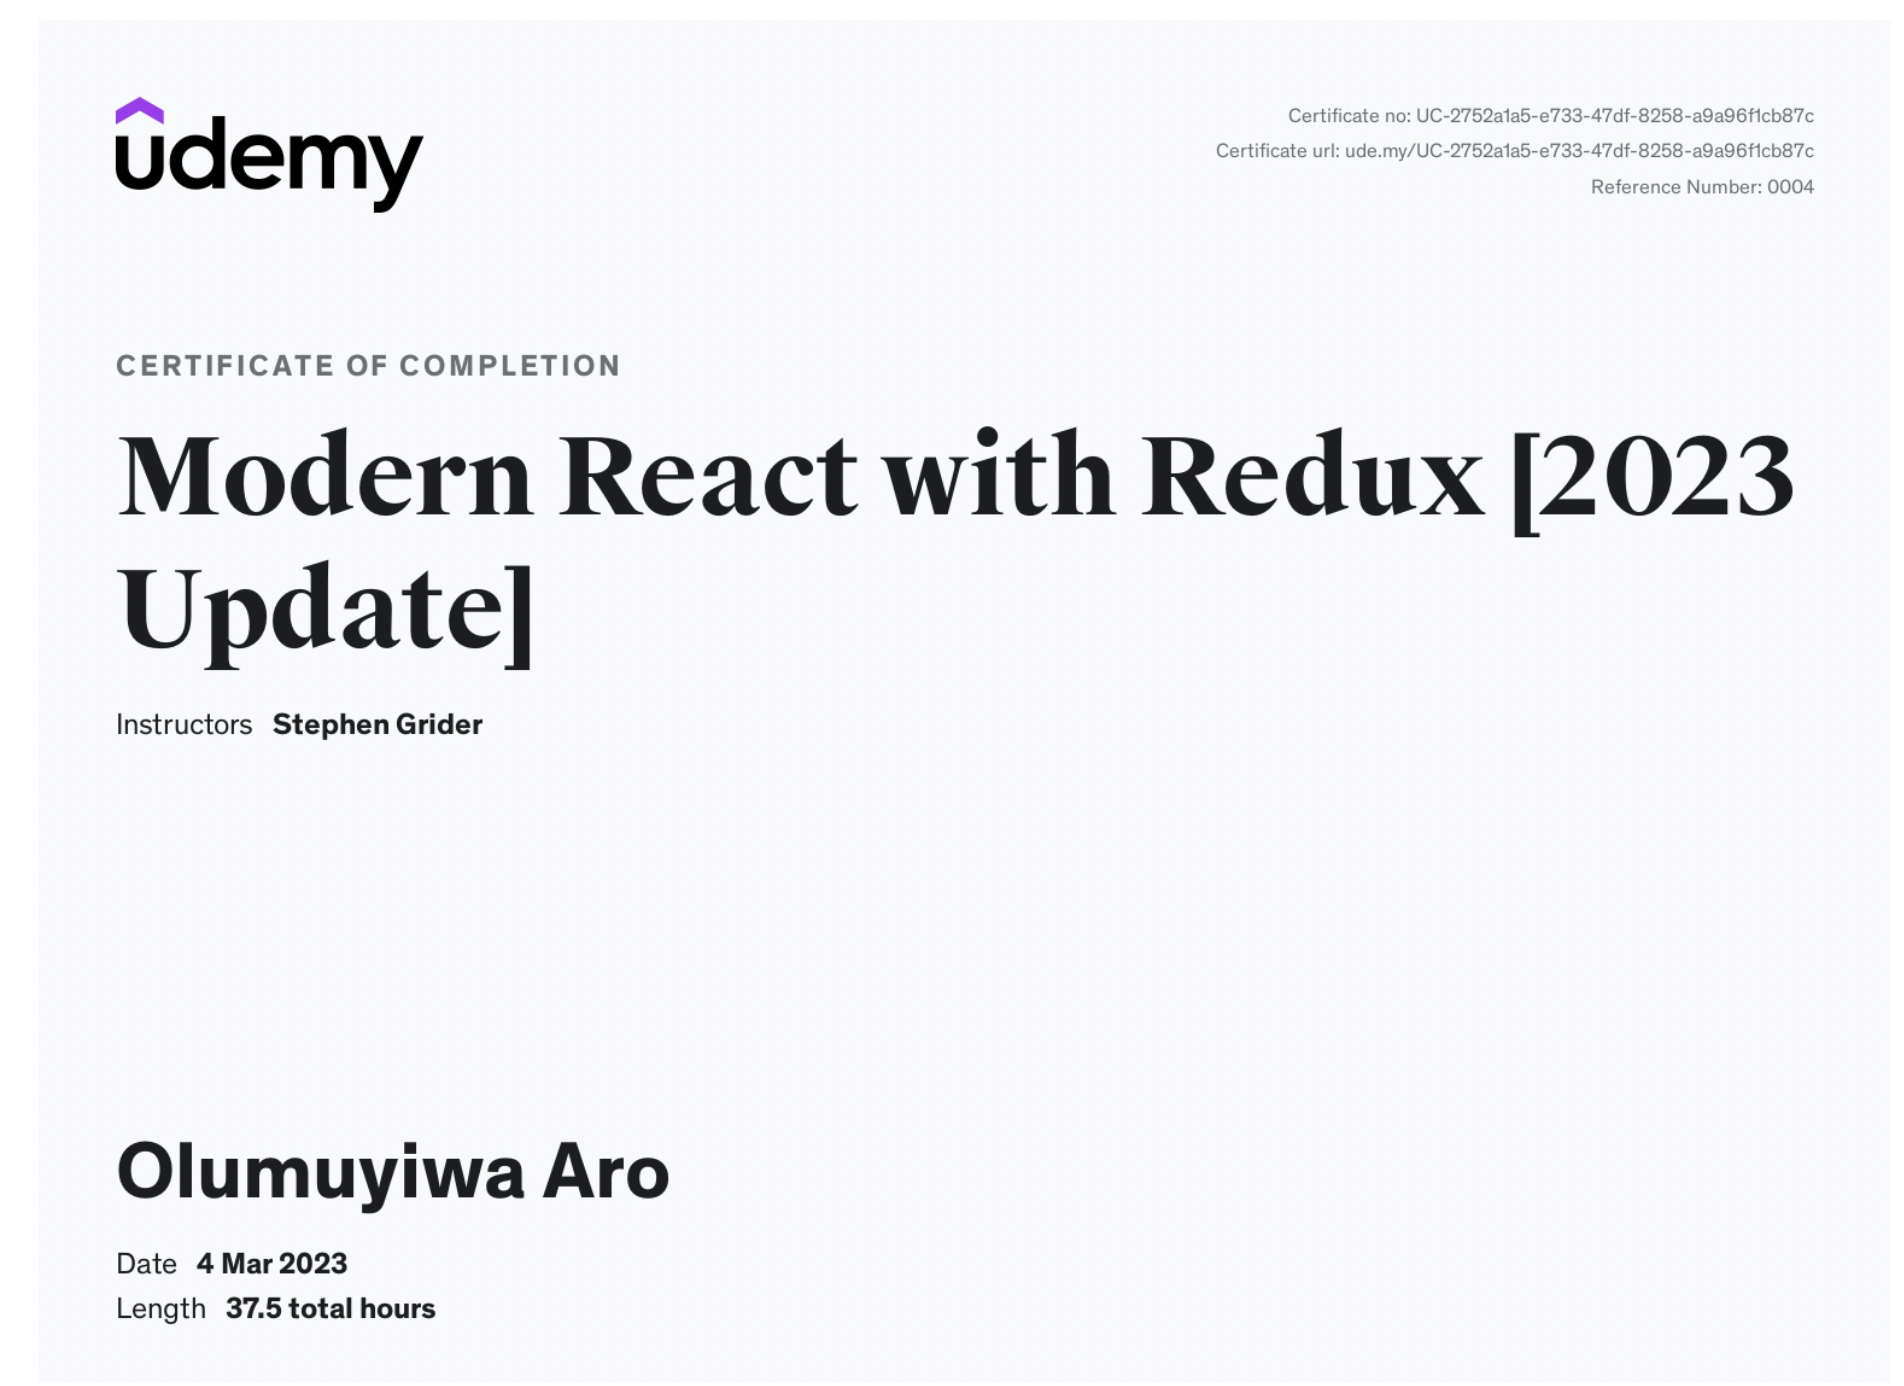 udemy
Certificate no: UC-2752a1a5-e733-47df-8258-a9a96f1cb87c
Certificate url: ude.my/UC-2752a1a5-e733-47df-8258-a9a96f1cb87c
Reference Number: 0004
CERTIFICATE OF COMPLETION
Modern React with Redux [2023
Update]
Instructors Stephen Grider
Olumuyiwa Aro
Date 4 Mar 2023
Length 37.5 total hours